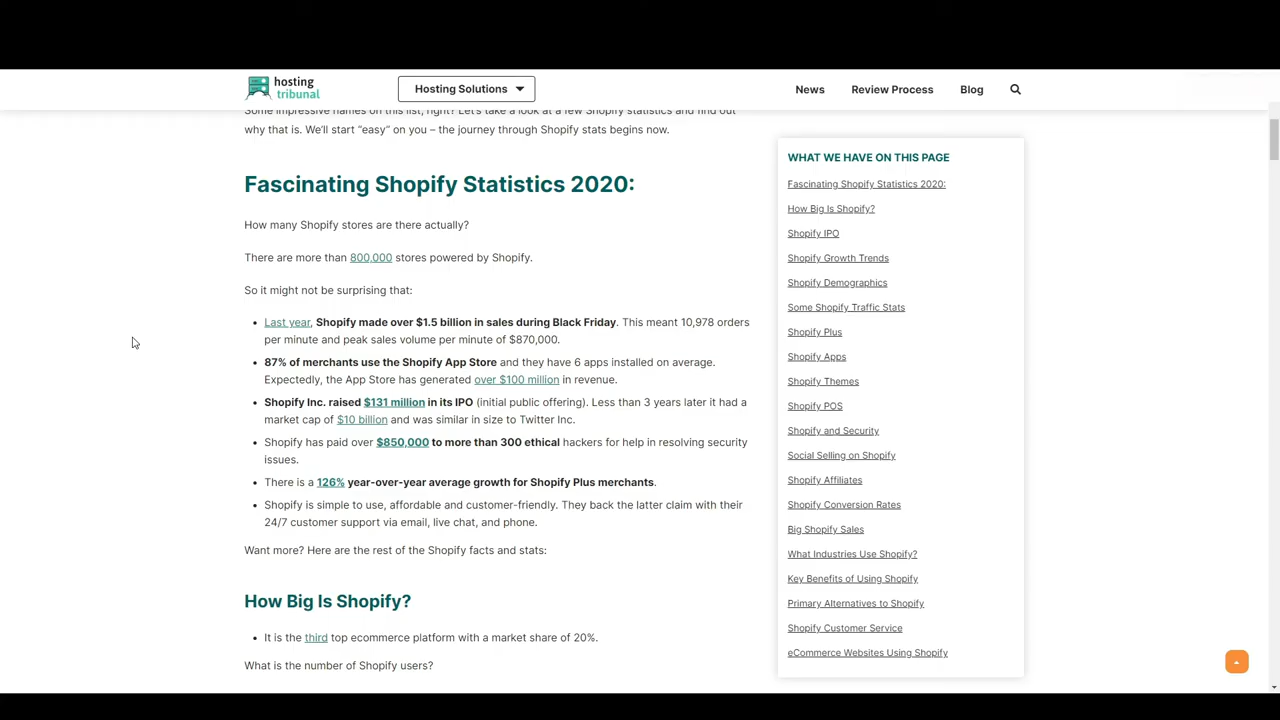 hosting
tribunal
Hosting Solutions
News
Review Process
Blog
Some impressive names on this list, right? Let's take a look at a few Shopify statistics and find out
why that is. We'll start "easy" on you – the journey through Shopify stats begins now.
Fascinating Shopify Statistics 2020:
How many Shopify stores are there actually?
There are more than 800,000 stores powered by Shopify.
So it might not be surprising that:
• Last year, Shopify made over $1.5 billion in sales during Black Friday. This meant 10,978 orders
per minute and peak sales volume per minute of $870,000.
• 87% of merchants use the Shopify App Store and they have 6 apps installed on average.
Expectedly, the App Store has generated over $100 million in revenue.
• Shopify Inc. raised $131 million in its IPO (initial public offering). Less than 3 years later it had a
market cap of $10 billion and was similar in size to Twitter Inc.
• Shopify has paid over $850,000 to more than 300 ethical hackers for help in resolving security
issues.
• There is a 126% year-over-year average growth for Shopify Plus merchants.
• Shopify is simple to use, affordable and customer-friendly. They back the latter claim with their
24/7 customer support via email, live chat, and phone.
Want more? Here are the rest of the Shopify facts and stats:
How Big Is Shopify?
• It is the third top ecommerce platform with a market share of 20%.
What is the number of Shopify users?
WHAT WE HAVE ON THIS PAGE
Fascinating Shopify Statistics 2020:
How Big Is Shopify?
Shopify IPO
Shopify Growth Trends
Shopify Demographics
Some Shopify Traffic Stats
Shopify Plus
Shopify Apps
Shopify Themes
Shopify POS
Shopify and Security
Social Selling on Shopify
Shopify Affiliates
Shopify Conversion Rates
Big Shopify Sales
What Industries Use Shopify?
Key Benefits of Using Shopify
Primary Alternatives to Shopify
Shopify Customer Service
eCommerce Websites Using Shopify